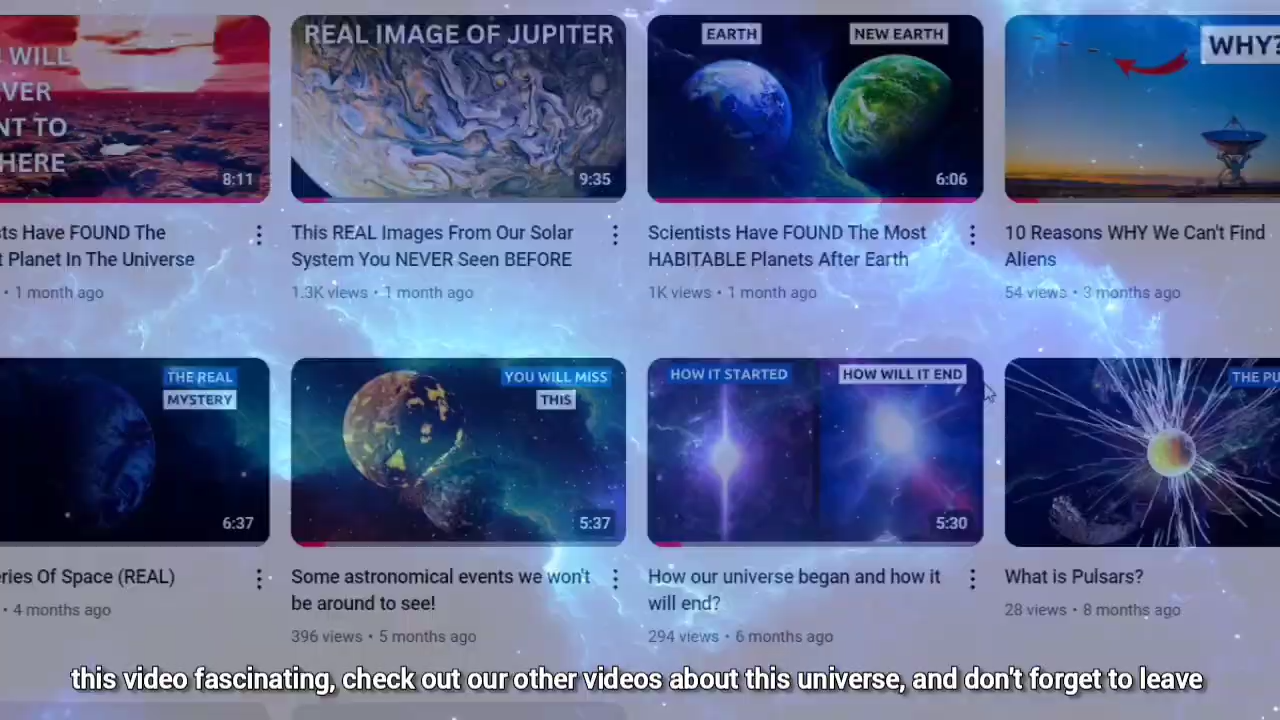 WILL
VER
NT TO
HERE
8:11
REAL IMAGE OF JUPITER
9:35
EARTH
NEW EARTH
6:06
WHY?
sts Have FOUND The
t Planet In The Universe
• 1 month ago
This REAL Images From Our Solar
System You NEVER Seen BEFORE
1.3K views • 1 month ago
Scientists Have FOUND The Most
HABITABLE Planets After Earth
1K views • 1 month ago
10 Reasons WHY We Can't Find
Aliens
54 views • 3 months ago
THE REAL
MYSTERY
6:37
YOU WILL MISS
THIS
5:37
HOW IT STARTED
HOW WILL IT END
5:30
THE PU
eries Of Space (REAL)
• 4 months ago
Some astronomical events we won't
be around to see!
396 views • 5 months ago
How our universe began and how it
will end?
294 views • 6 months ago
What is Pulsars?
28 views • 8 months ago
this video fascinating, check out our other videos about this universe, and don't forget to leave